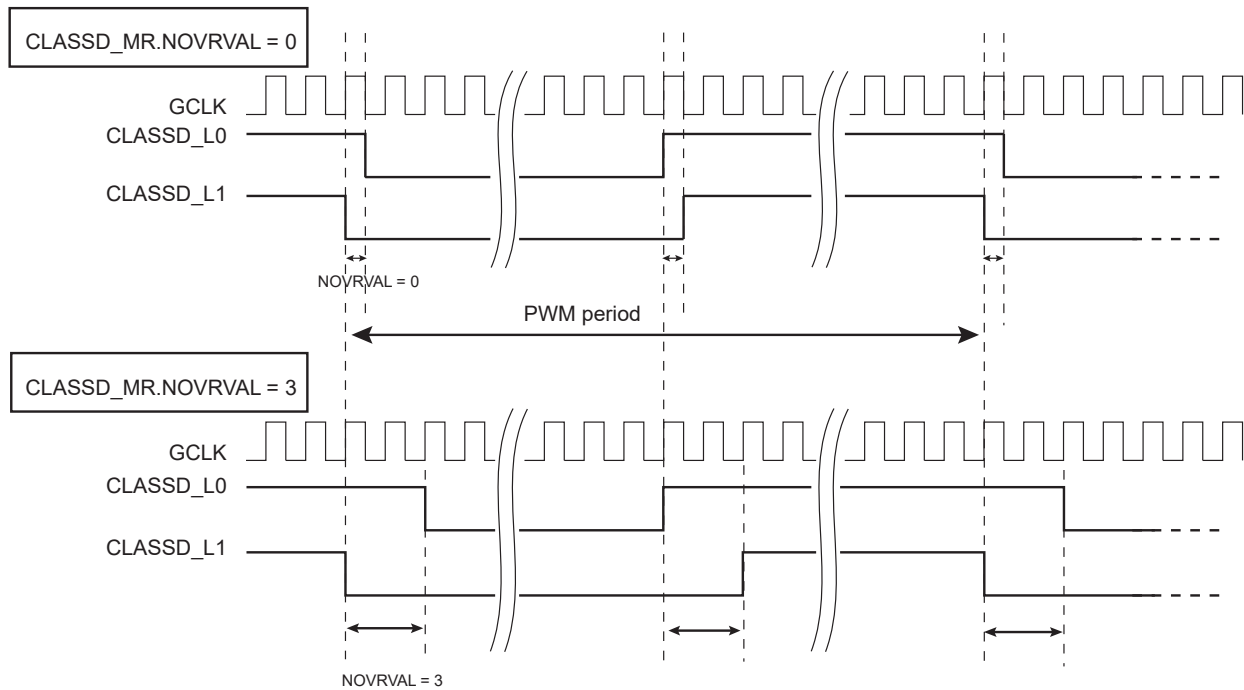 CLASSD_MR.NOVRVAL = 0
GCLK
CLASSD_L0
CLASSD_L1
NOVRVAL = 0
PWM period
CLASSD_MR.NOVRVAL = 3
GCLK
CLASSD_L0
CLASSD_L1
NOVRVAL = 3